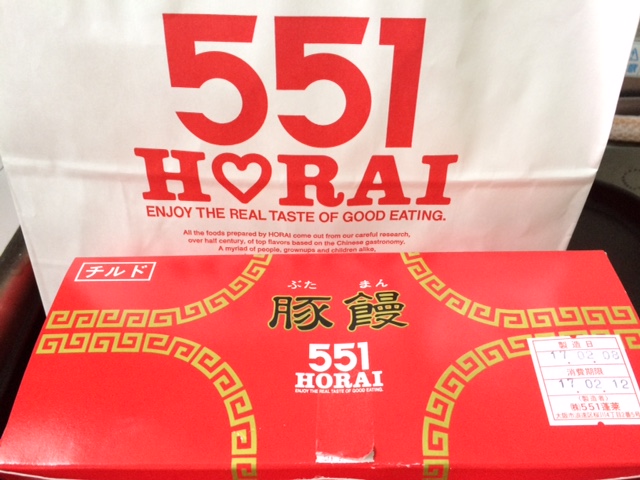 551
HORAI
ENJOY THE REAL TASTE OF GOOD EATING.
All the foods prepared by HORAI come out from our careful research,
over half century, of top flavors based on the Chinese gastronomy.
A myriad of people, grownups and children alike,
チルド
ぶた まん
豚饅
551
HORAI
ENJOY THE REAL TASTE OF GOOD EATING.
製造日
17.02.09
消費期限
17.02.12
(製造者)
㈱551蓬莱